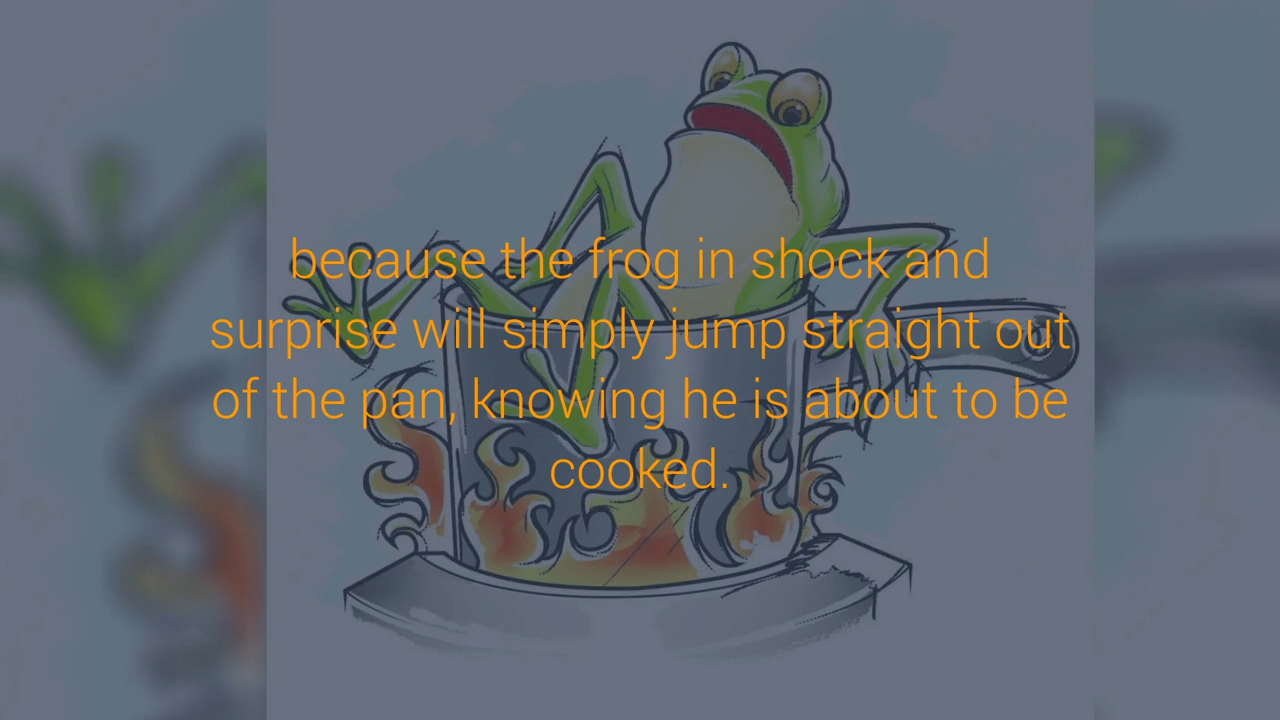 because the frog in shock and
surprise will simply jump straight out
of the pan, knowing he is about to be
cooked.